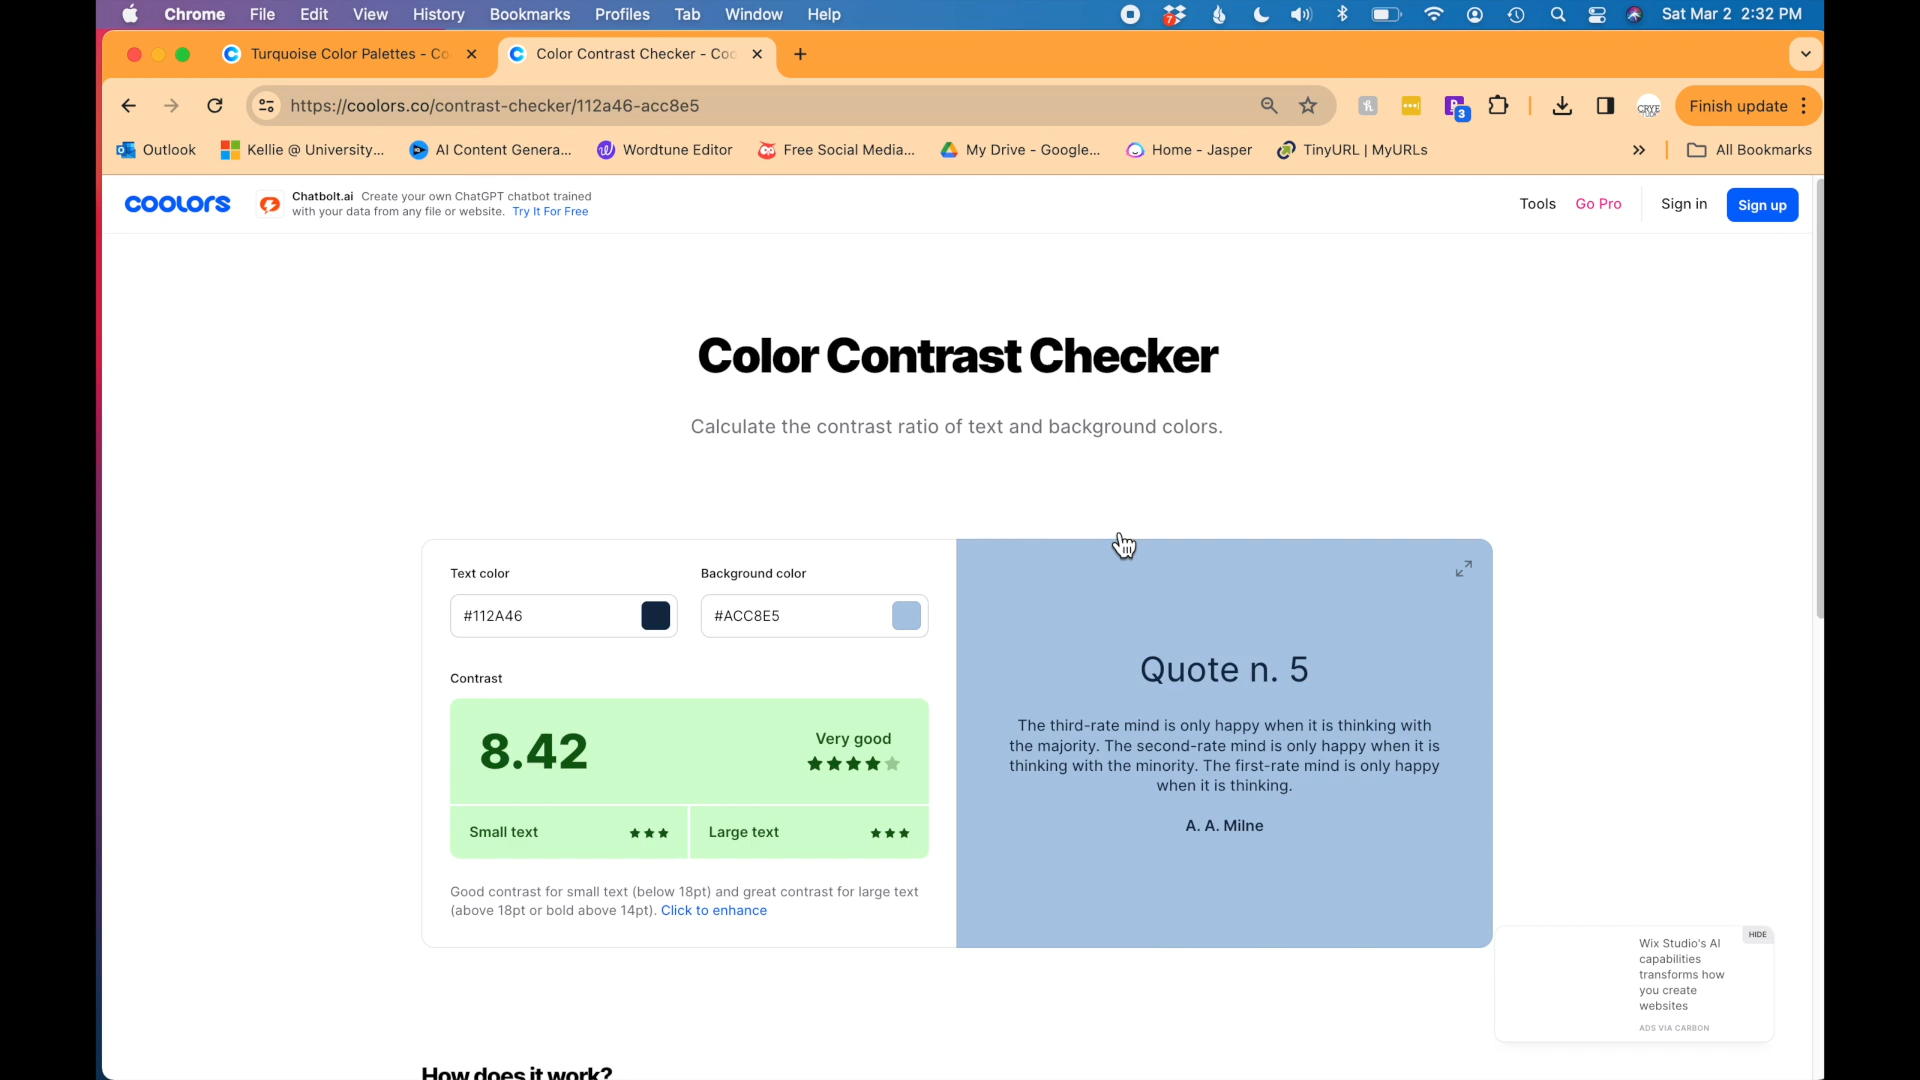 Chrome File Edit View History Bookmarks Profiles Tab Window Help
7
Sat Mar 2 2:32 PM
Turquoise Color Palettes - Co
Color Contrast Checker - Coo
https://coolors.co/contrast-checker/112a46-acc8e5
3
CRYE
Finish update
Outlook
Kellie @ University...
AI Content Genera...
Wordtune Editor
Free Social Media...
My Drive - Google...
Home - Jasper
TinyURL | MyURLs
All Bookmarks
coolors
Chatbolt.ai Create your own ChatGPT chatbot trained
with your data from any file or website. Try It For Free
Tools Go Pro Sign in Sign up
Color Contrast Checker
Calculate the contrast ratio of text and background colors.
Text color
Background color
#112A46
#ACC8E5
Contrast
8.42
Very good
Small text
Large text
Good contrast for small text (below 18pt) and great contrast for large text
(above 18pt or bold above 14pt). Click to enhance
Quote n. 5
The third-rate mind is only happy when it is thinking with
the majority. The second-rate mind is only happy when it is
thinking with the minority. The first-rate mind is only happy
when it is thinking.
A. A. Milne
HIDE
Wix Studio's AI
capabilities
transforms how
you create
websites
ADS VIA CARBON
How does it work?